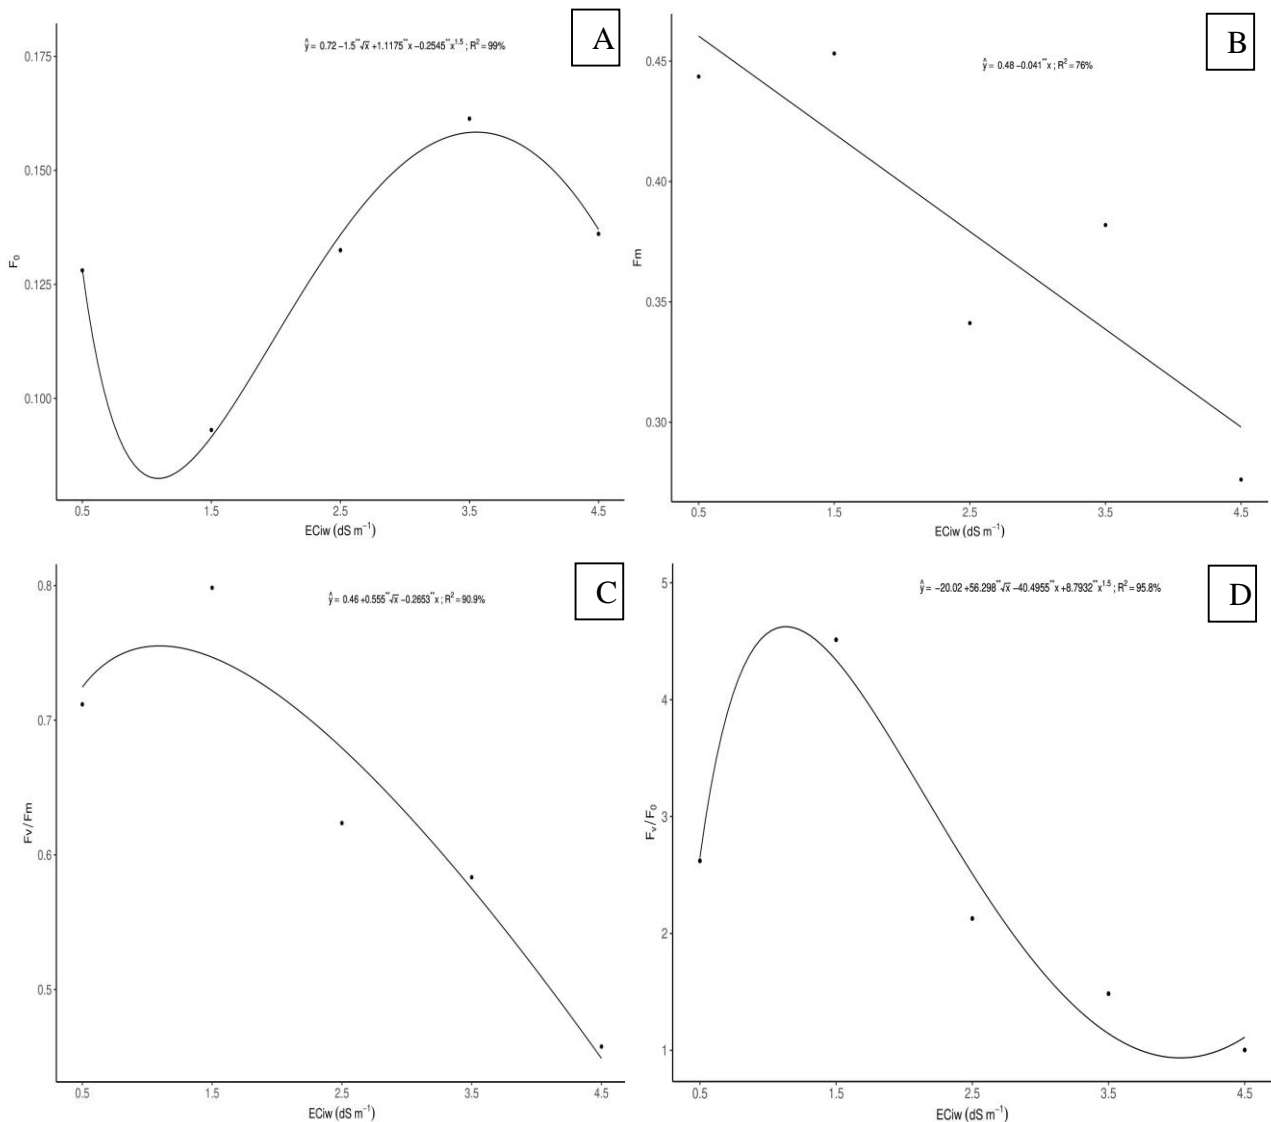 A
ŷ = 0.72 −1.5**√x +1.1175**x −0.2545**x^1.5 ; R² = 99%
0.175
0.150
0.125
0.100
F₀
0.5 1.5 2.5 3.5 4.5
ECiw (dS m⁻¹)
B
ŷ = 0.48 −0.041**x ; R² = 76%
0.45
0.40
0.35
0.30
Fm
0.5 1.5 2.5 3.5 4.5
ECiw (dS m⁻¹)
C
ŷ = 0.46 +0.555**√x −0.2653**x ; R² = 90.9%
0.8
0.7
0.6
0.5
Fv / Fm
0.5 1.5 2.5 3.5 4.5
ECiw (dS m⁻¹)
D
ŷ = −20.02 +56.298**√x −40.4955**x +8.7932**x^1.5 ; R² = 95.8%
5
4
3
2
1
Fᵥ / F₀
0.5 1.5 2.5 3.5 4.5
ECiw (dS m⁻¹)